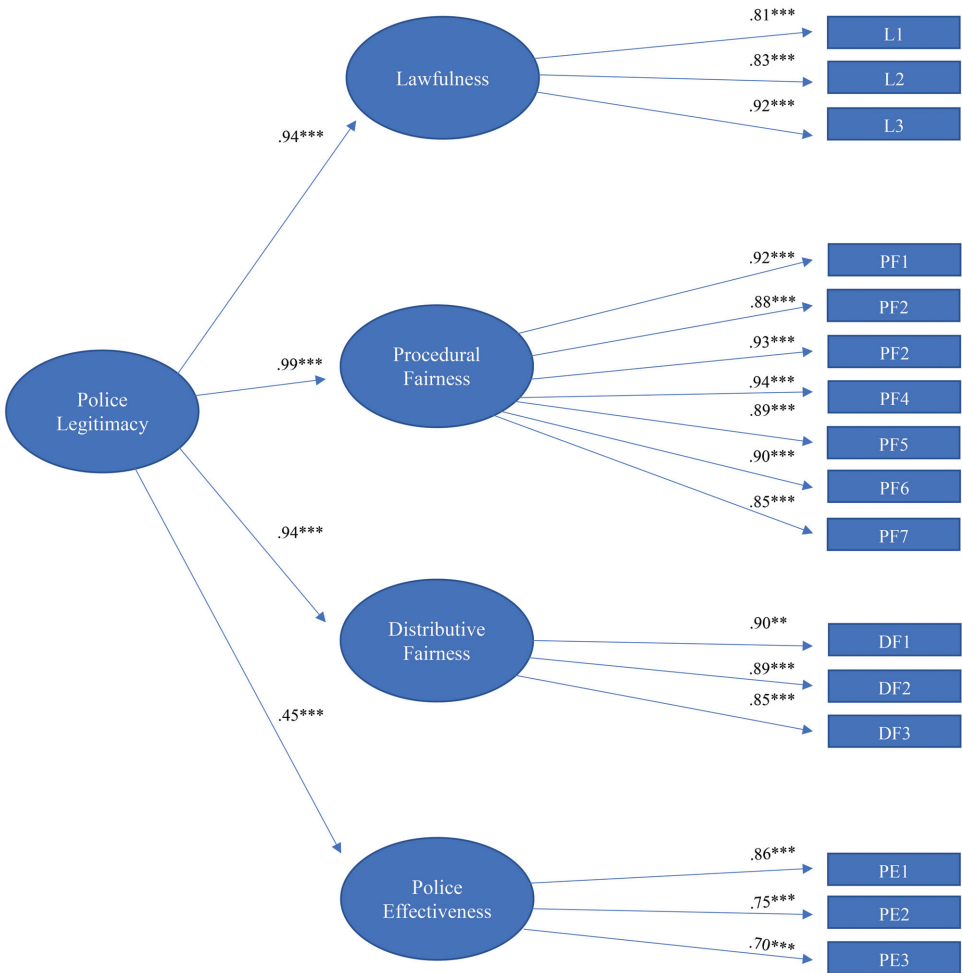 .81***
L1
.83***
Lawfulness
L2
.92***
L3
.94***
.92***
PF1
.88***
PF2
.93***
Procedural
Fairness
PF2
.99***
.94***
PF4
Police
Legitimacy
.89***
PF5
.90***
PF6
.85***
PF7
.94***
Distributive
Fairness
.90**
DF1
.89***
DF2
.85***
DF3
.45***
.86***
PE1
Police
Effectiveness
.75***
PE2
.70***
PE3